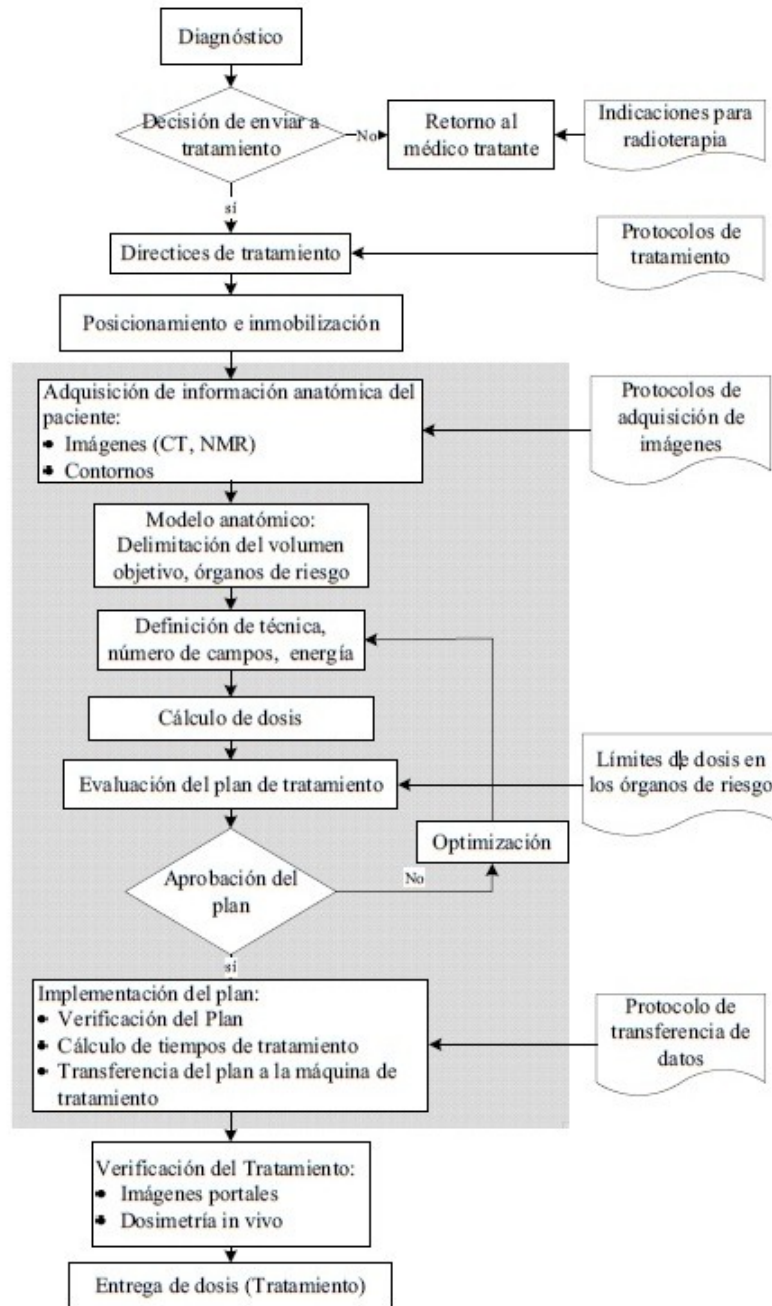 Diagnóstico
Decisión de enviar a
tratamiento
No
Retorno al
médico tratante
Indicaciones para
radioterapia
sí
Directices de tratamiento
Protocolos de
tratamiento
Posicionamiento e inmobilización
Adquisición de información anatómica del
paciente:
• Imágenes (CT, NMR)
• Contornos
Protocolos de
adquisición de
imágenes
Modelo anatómico:
Delimitación del volumen
objetivo, órganos de riesgo
Definición de técnica,
número de campos, energía
Cálculo de dosis
Evaluación del plan de tratamiento
Límites de dosis en
los órganos de riesgo
Optimización
Aprobación del
plan
No
sí
Implementación del plan:
• Verificación del Plan
• Cálculo de tiempos de tratamiento
• Transferencia del plan a la máquina de
tratamiento
Protocolo de
transferencia de
datos
Verificación del Tratamiento:
• Imágenes portales
• Dosimetría in vivo
Entrega de dosis (Tratamiento)